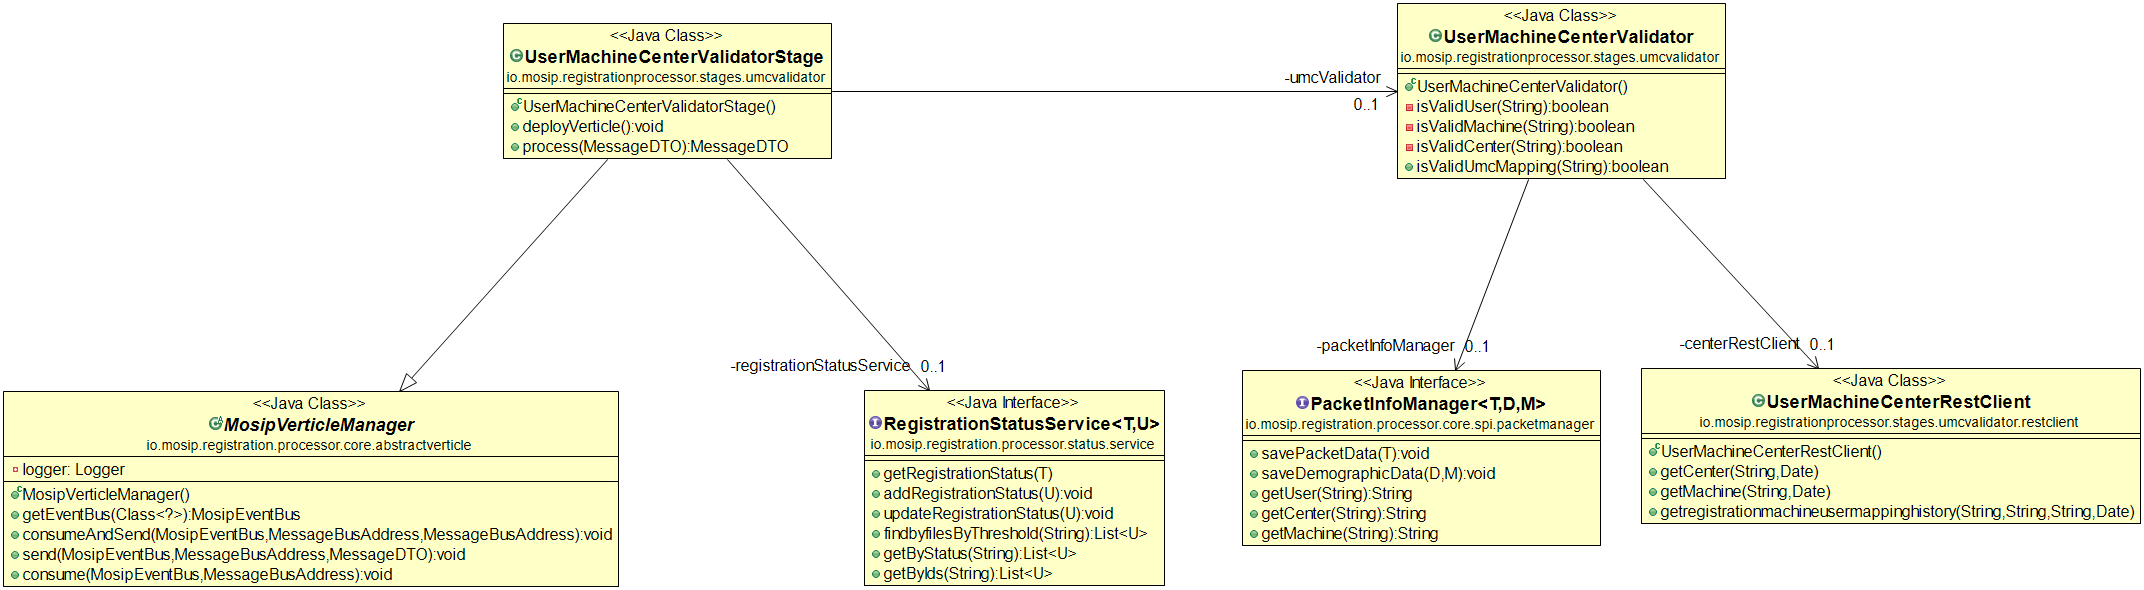 <<Java Class>>
UserMachineCenterValidatorStage
io.mosip.registrationprocessor.stages.umcvalidator
UserMachineCenterValidatorStage()
deployVerticle():void
process(MessageDTO):MessageDTO
-umcValidator
0..1
<<Java Class>>
UserMachineCenterValidator
io.mosip.registrationprocessor.stages.umcvalidator
UserMachineCenterValidator()
isValidUser(String):boolean
isValidMachine(String):boolean
isValidCenter(String):boolean
isValidUmcMapping(String):boolean
-registrationStatusService 0..1
-packetInfoManager 0..1
-centerRestClient 0..1
<<Java Class>>
MosipVerticleManager
io.mosip.registration.processor.core.abstractverticle
logger: Logger
MosipVerticleManager()
getEventBus(Class<?>):MosipEventBus
consumeAndSend(MosipEventBus,MessageBusAddress,MessageBusAddress):void
send(MosipEventBus,MessageBusAddress,MessageDTO):void
consume(MosipEventBus,MessageBusAddress):void
<<Java Interface>>
RegistrationStatusService<T,U>
io.mosip.registration.processor.status.service
getRegistrationStatus(T)
addRegistrationStatus(U):void
updateRegistrationStatus(U):void
findbyfilesByThreshold(String):List<U>
getByStatus(String):List<U>
getByIds(String):List<U>
<<Java Interface>>
PacketInfoManager<T,D,M>
io.mosip.registration.processor.core.spi.packetmanager
savePacketData(T):void
saveDemographicData(D,M):void
getUser(String):String
getCenter(String):String
getMachine(String):String
<<Java Class>>
UserMachineCenterRestClient
io.mosip.registrationprocessor.stages.umcvalidator.restclient
UserMachineCenterRestClient()
getCenter(String,Date)
getMachine(String,Date)
getregistrationmachineusermappinghistory(String,String,String,Date)